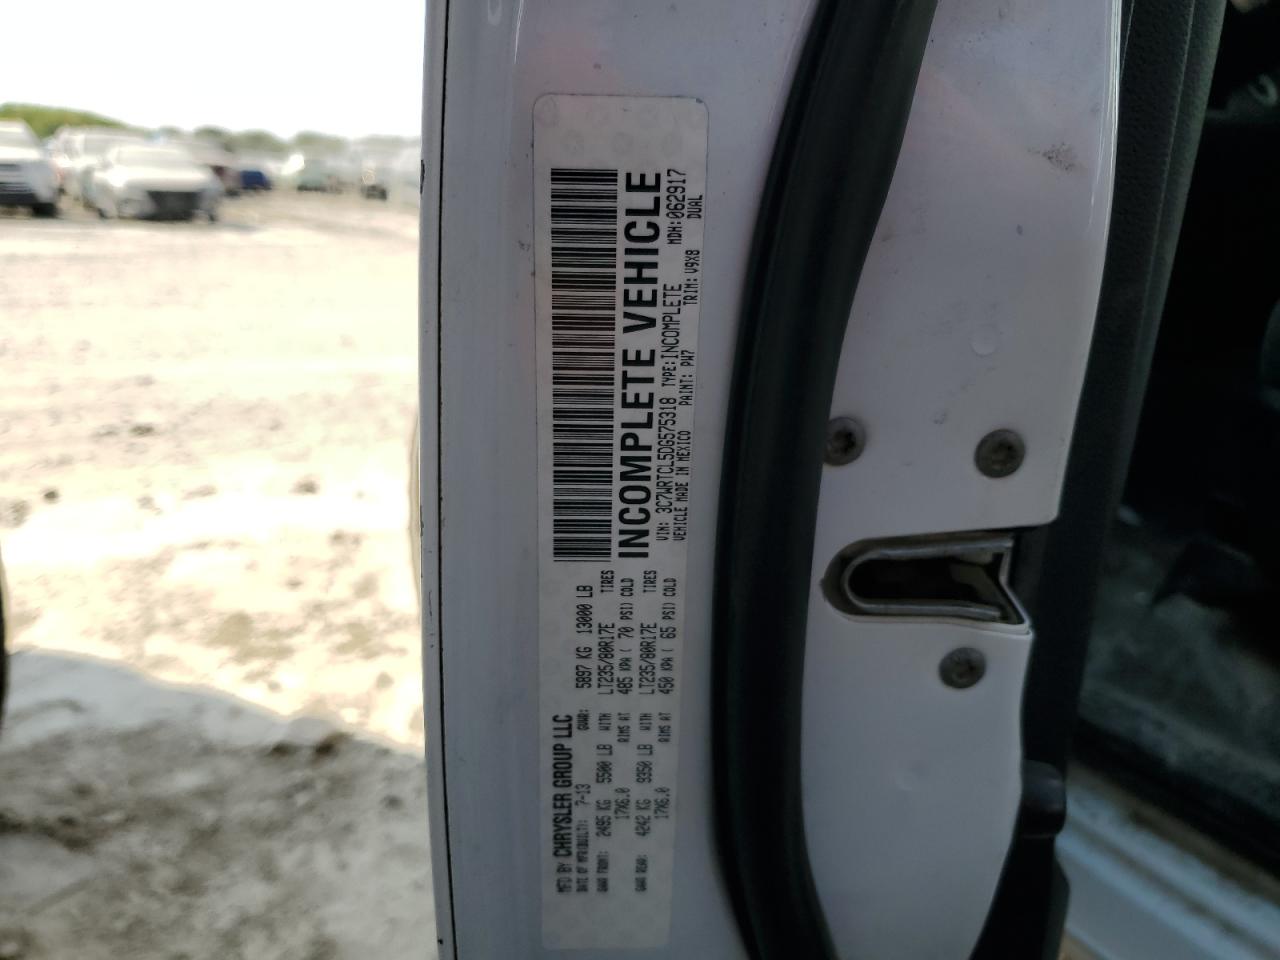 MFD BY CHRYSLER GROUP LLC
DATE OF MFR(BUILT): 7-13 GVWR: 5897 KG 13000 LB
GAWR FRONT: 2495 KG 5500 LB WITH LT235/80R17E TIRES
17X6.0 RIMS AT 485 KPA ( 70 PSI) COLD
GAWR REAR: 4242 KG 9350 LB WITH LT235/80R17E TIRES
17X6.0 RIMS AT 450 KPA ( 65 PSI) COLD
INCOMPLETE VEHICLE
VIN: 3C7WRTCL5DG575318 TYPE:INCOMPLETE MDH:062917
VEHICLE MADE IN MEXICO PAINT: PW7 TRIM: V9X8 DUAL